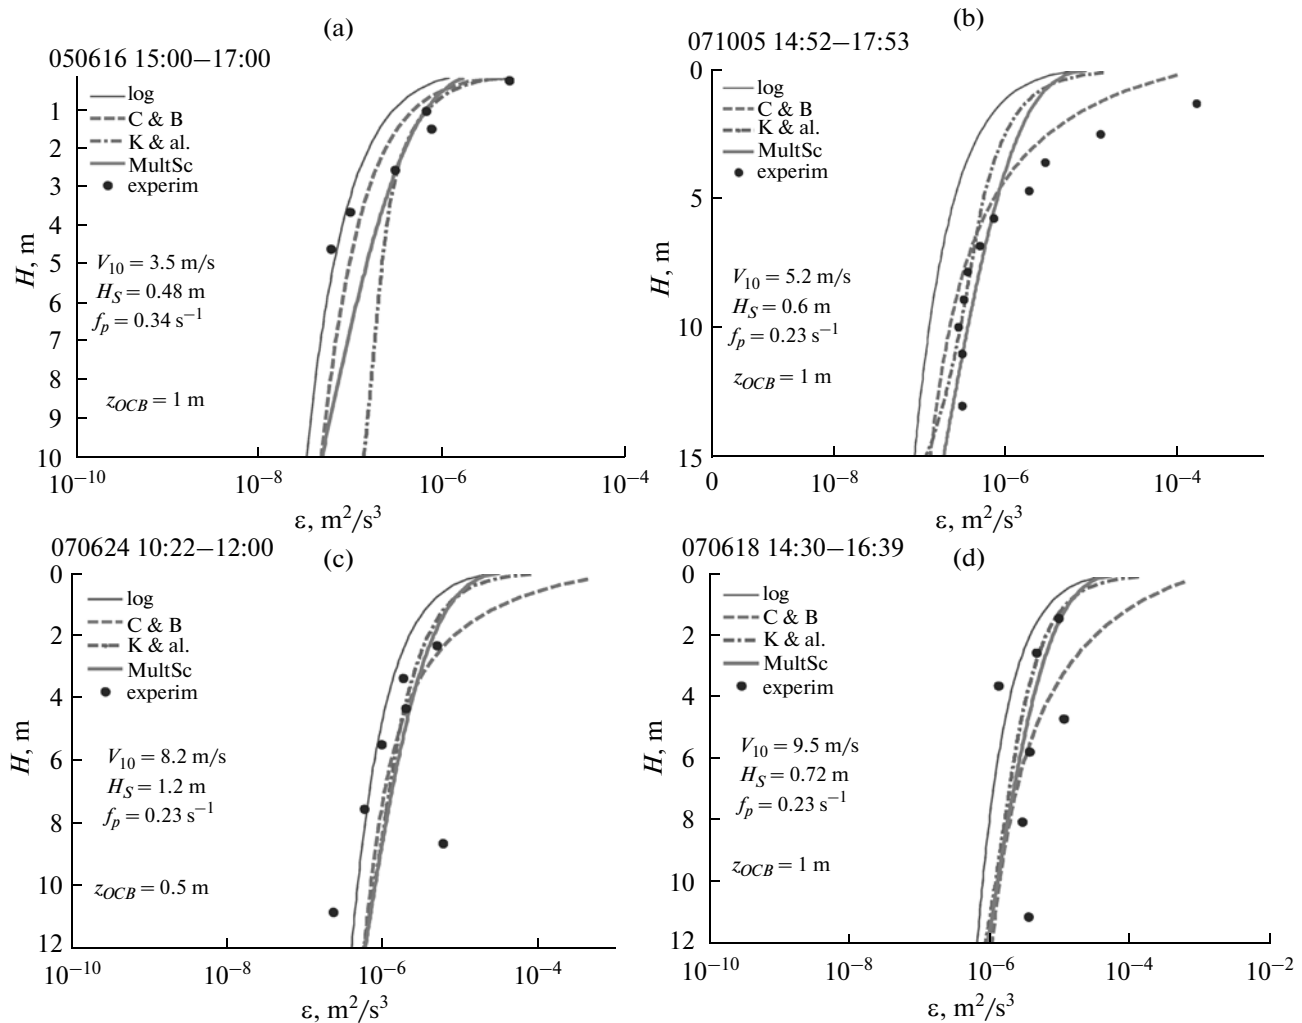 (a)
050616 15:00–17:00
log
C & B
K & al.
MultSc
experim
1
2
3
4
5
6
7
8
9
10
H, m
V10 = 3.5 m/s
HS = 0.48 m
fp = 0.34 s−1
zOCB = 1 m
10−10
10−8
10−6
10−4
ε, m2/s3
(b)
071005 14:52–17:53
log
C & B
K & al.
MultSc
experim
0
5
10
15
H, m
V10 = 5.2 m/s
HS = 0.6 m
fp = 0.23 s−1
zOCB = 1 m
0
10−8
10−6
10−4
ε, m2/s3
070624 10:22–12:00
(c)
log
C & B
K & al.
MultSc
experim
0
2
4
6
8
10
12
H, m
V10 = 8.2 m/s
HS = 1.2 m
fp = 0.23 s−1
zOCB = 0.5 m
10−10
10−8
10−6
10−4
ε, m2/s3
070618 14:30–16:39
(d)
log
C & B
K & al.
MultSc
experim
0
2
4
6
8
10
12
H, m
V10 = 9.5 m/s
HS = 0.72 m
fp = 0.23 s−1
zOCB = 1 m
10−10
10−8
10−6
10−4
10−2
ε, m2/s3